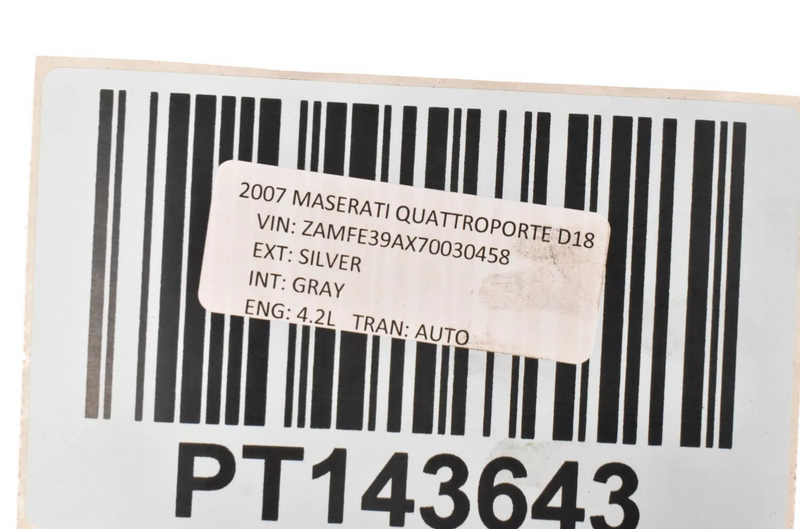 2007 MASERATI QUATTROPORTE D18
VIN: ZAMFE39AX70030458
EXT: SILVER
INT: GRAY
ENG: 4.2L TRAN: AUTO
PT143643